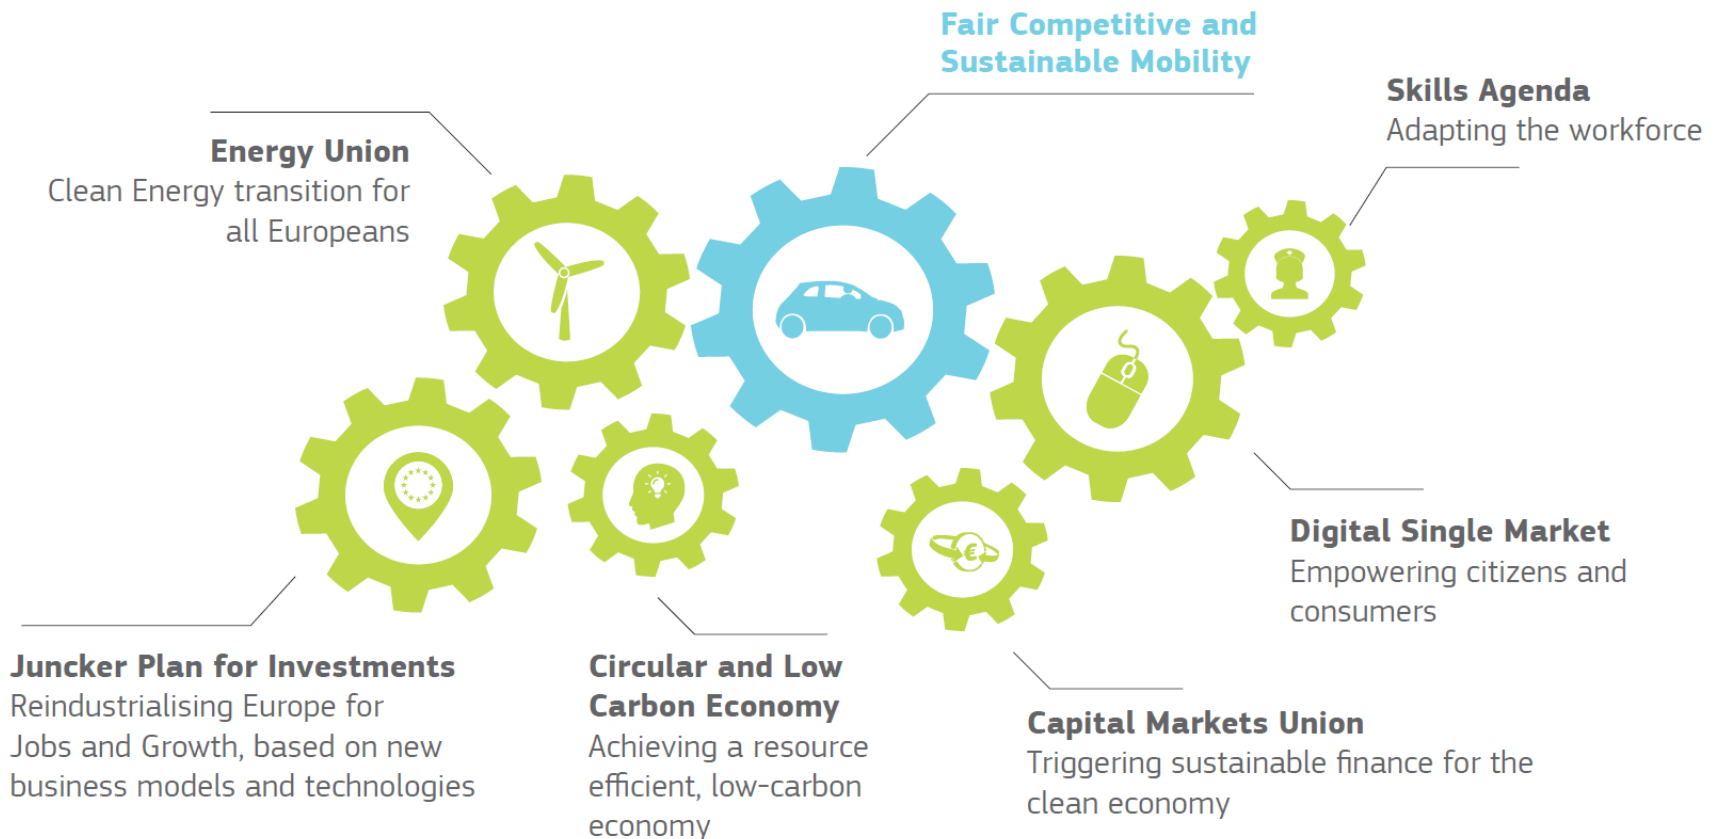 Fair Competitive and
Sustainable Mobility
Skills Agenda
Adapting the workforce
Energy Union
Clean Energy transition for
all Europeans
€
Digital Single Market
Empowering citizens and
consumers
Juncker Plan for Investments
Reindustrialising Europe for
Jobs and Growth, based on new
business models and technologies
Circular and Low
Carbon Economy
Achieving a resource
efficient, low-carbon
economy
Capital Markets Union
Triggering sustainable finance for the
clean economy